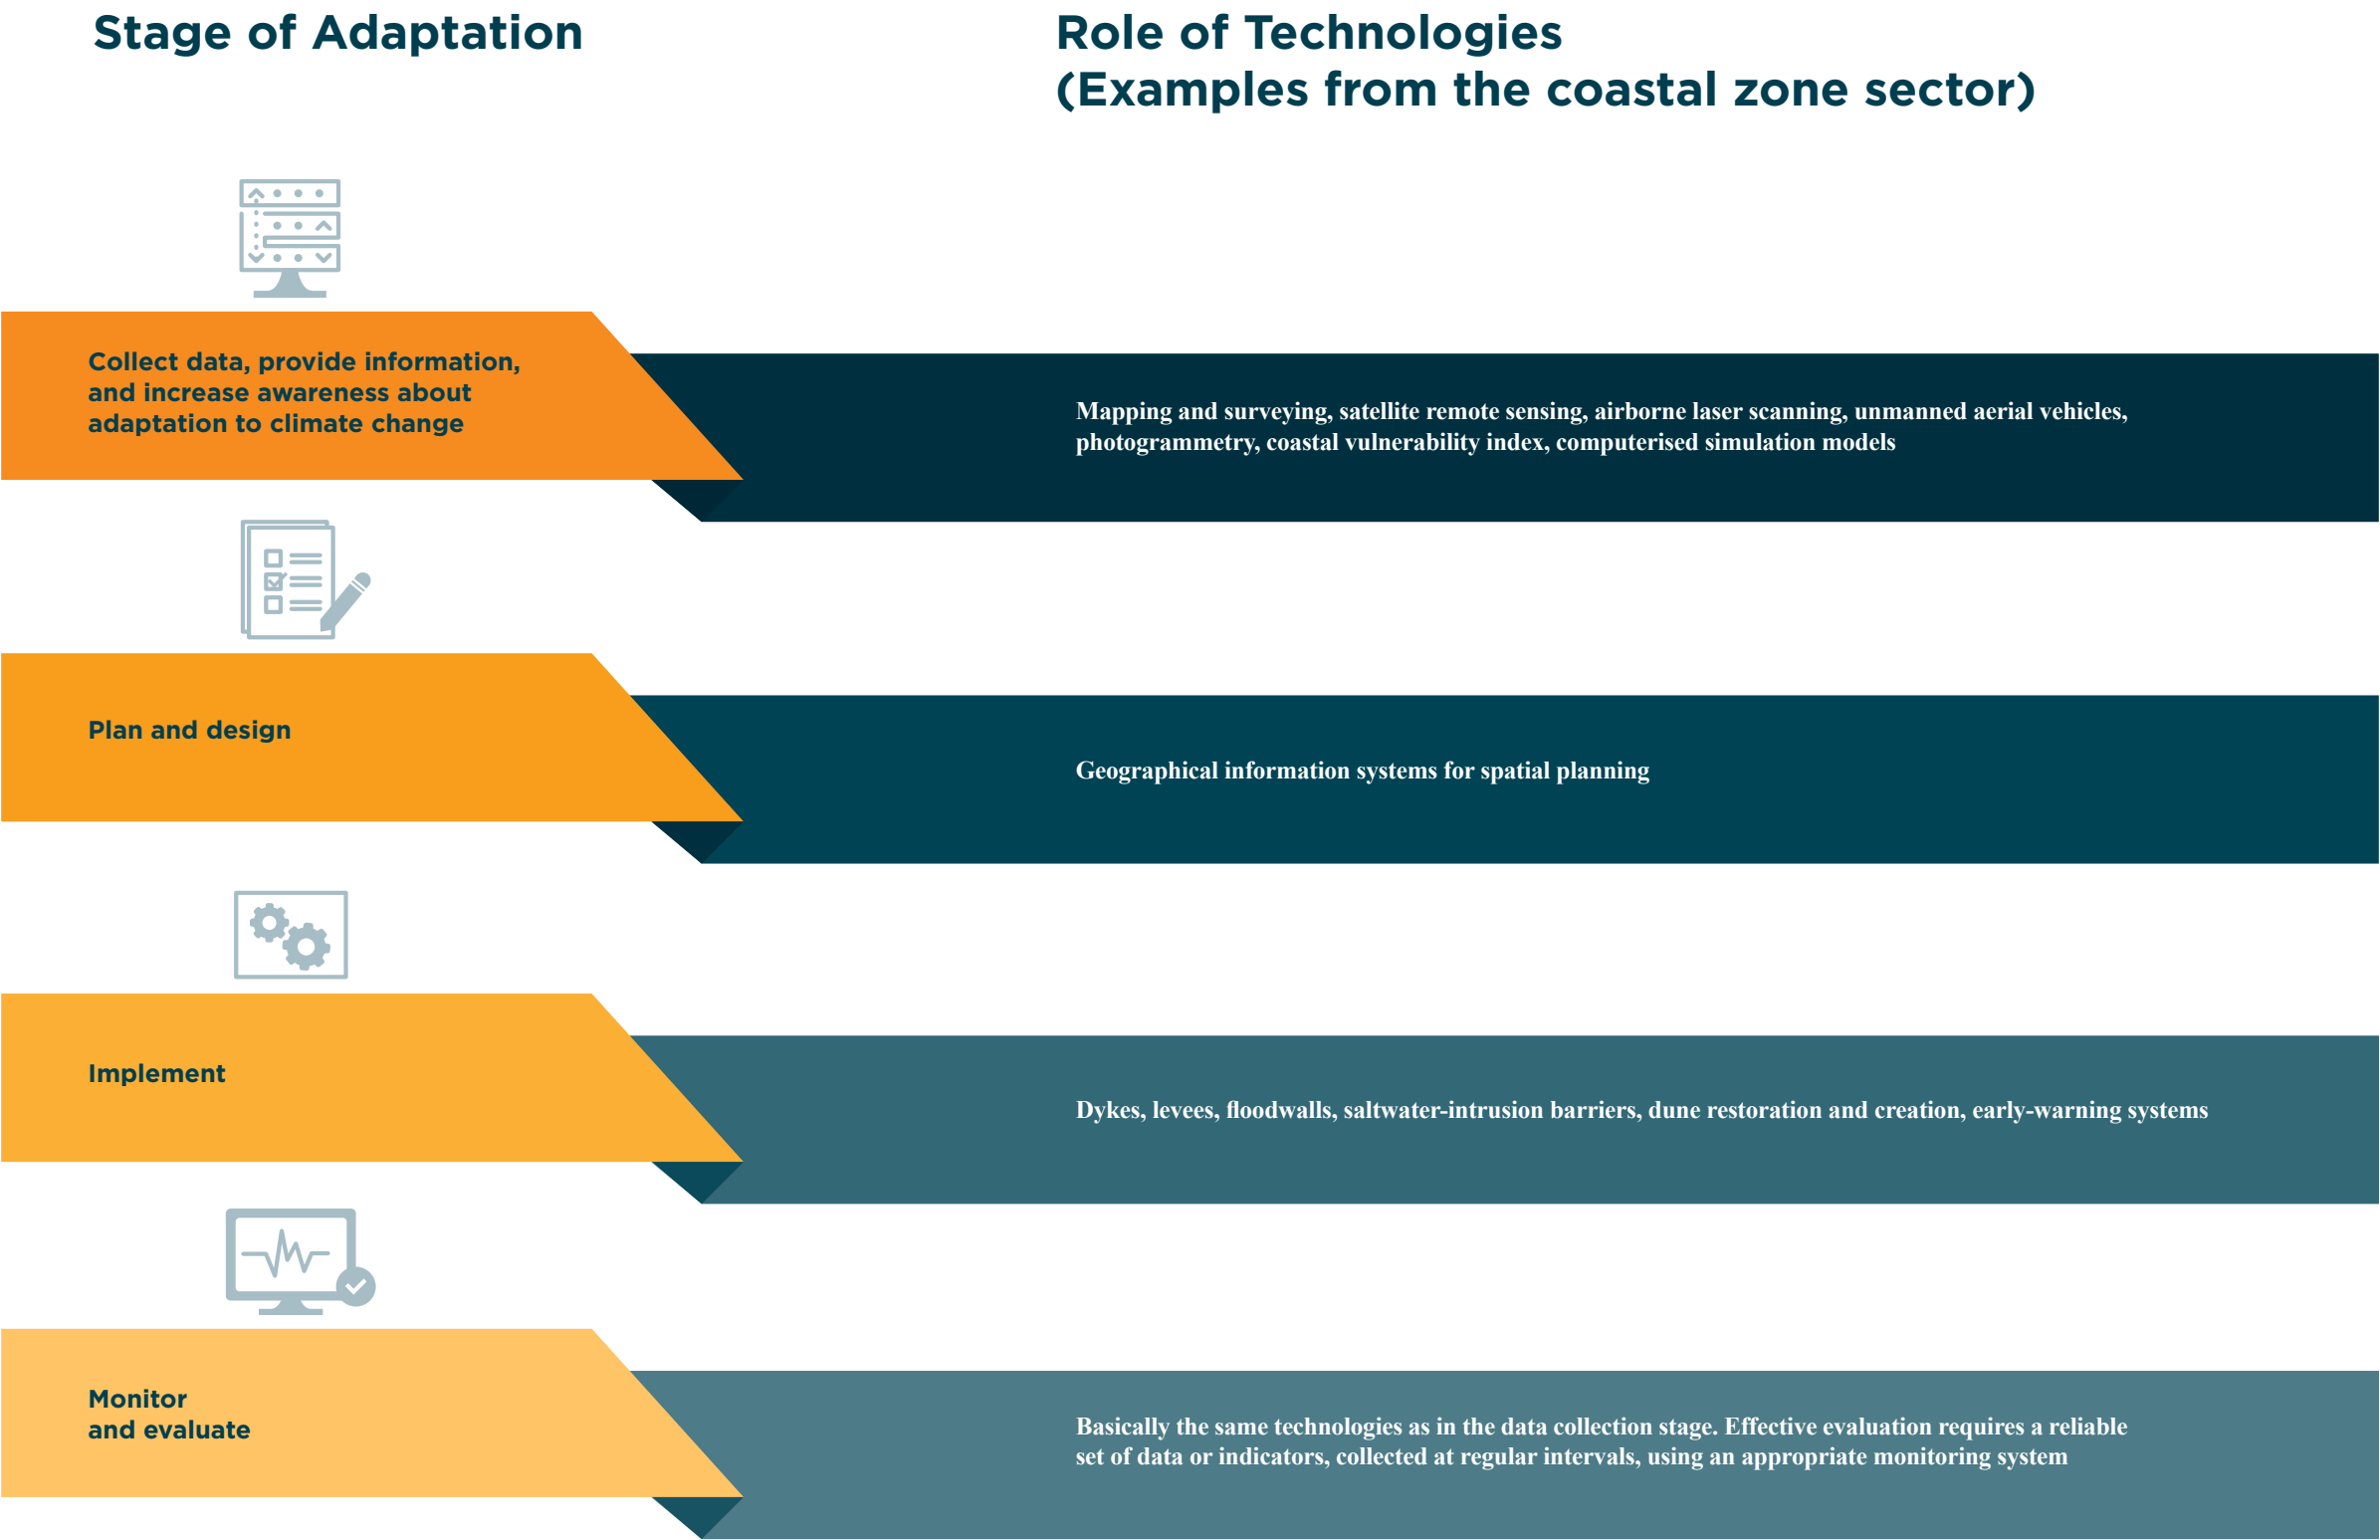 Stage of Adaptation
Role of Technologies
(Examples from the coastal zone sector)
Collect data, provide information,
and increase awareness about
adaptation to climate change
Mapping and surveying, satellite remote sensing, airborne laser scanning, unmanned aerial vehicles,
photogrammetry, coastal vulnerability index, computerised simulation models
Plan and design
Geographical information systems for spatial planning
Implement
Dykes, levees, floodwalls, saltwater-intrusion barriers, dune restoration and creation, early-warning systems
Monitor
and evaluate
Basically the same technologies as in the data collection stage. Effective evaluation requires a reliable
set of data or indicators, collected at regular intervals, using an appropriate monitoring system